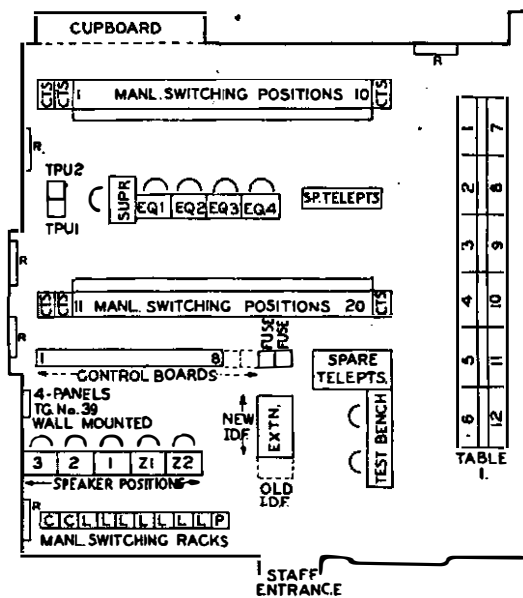 CUPBOARD
R
CTS CTS 1 MANL. SWITCHING POSITIONS 10 CTS
R
TPU2
TPU1
SUPR
EQ1 EQ2 EQ3 EQ4
SP. TELEPTS
1 7
2 8
3 9
4 10
5 11
6 12
TABLE
1.
R
CTS CTS 11 MANL. SWITCHING POSITIONS 20 CTS
R
FUSE FUSE
1 8
CONTROL BOARDS
SPARE
TELEPTS.
4-PANELS
TG. No. 39
WALL MOUNTED
NEW
I.D.F.
EXTN.
TEST BENCH
3 2 1 Z1 Z2
SPEAKER POSITIONS
OLD
I.D.F.
R
C C L L L L L L L P
MANL. SWITCHING RACKS
STAFF
ENTRANCE